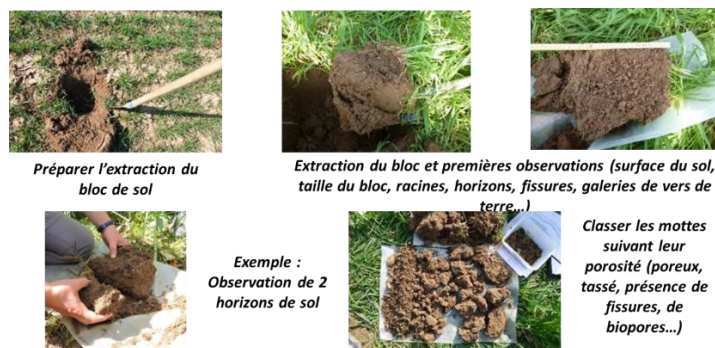 Préparer l’extraction du
bloc de sol
Extraction du bloc et premières observations (surface du sol,
taille du bloc, racines, horizons, fissures, galeries de vers de
terre…)
Exemple :
Observation de 2
horizons de sol
Classer les mottes
suivant leur
porosité (poreux,
tassé, présence de
fissures, de
biopores…)